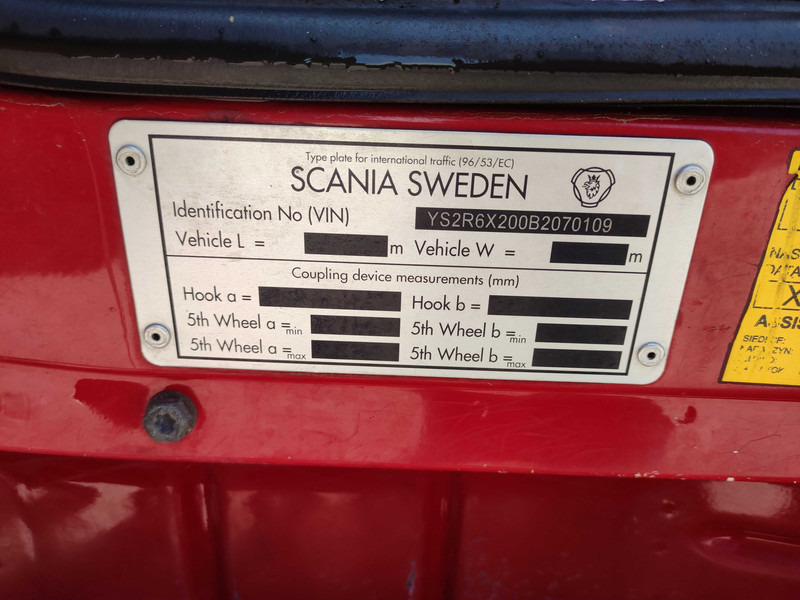 Type plate for international traffic (96/53/EC)
SCANIA SWEDEN
Identification No (VIN) YS2R6X200B2070109
Vehicle L = m Vehicle W = m
Coupling device measurements (mm)
Hook a = Hook b =
5th Wheel a =min 5th Wheel b =min
5th Wheel a =max 5th Wheel b =max
X